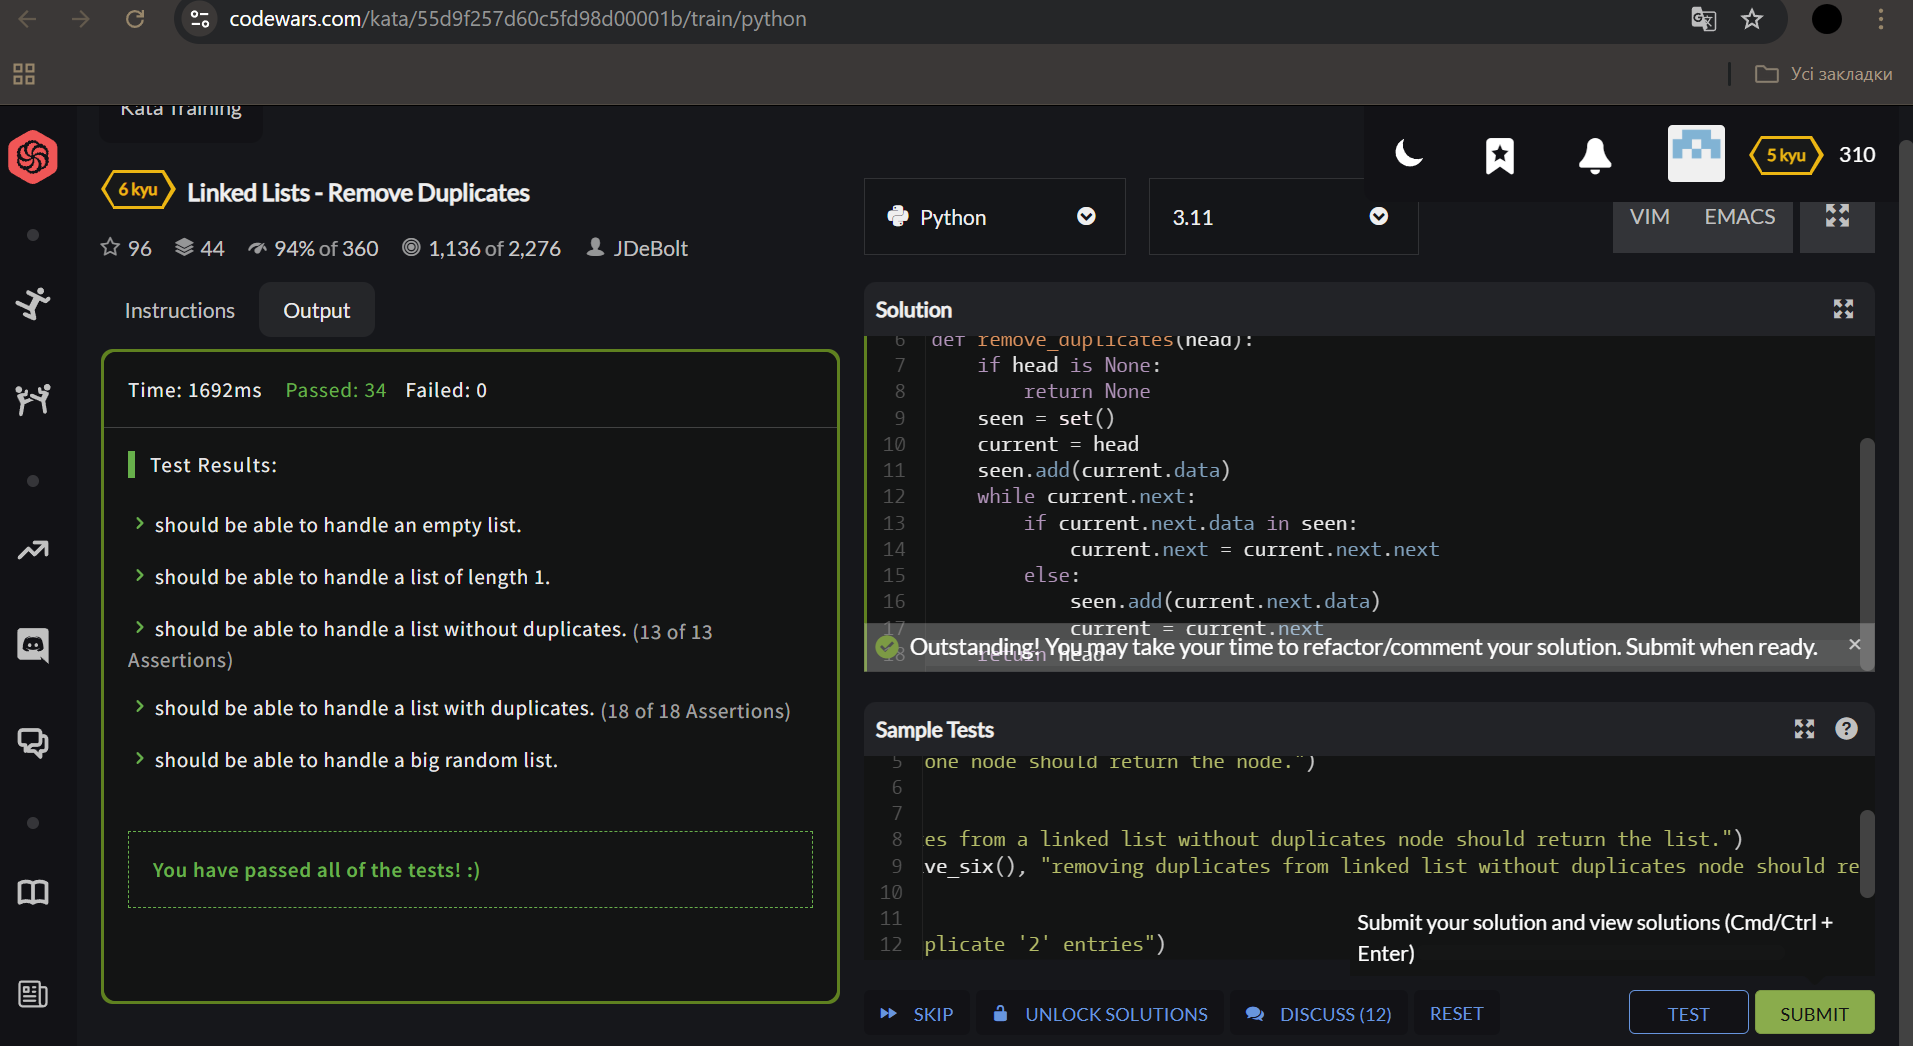 codewars.com/kata/55d9f257d60c5fd98d00001b/train/python
Усі закладки
Kata Training
5 kyu 310
6 kyu Linked Lists - Remove Duplicates
96 44 94% of 360 1,136 of 2,276 JDeBolt
Instructions Output
Time: 1692ms Passed: 34 Failed: 0
Test Results:
should be able to handle an empty list.
should be able to handle a list of length 1.
should be able to handle a list without duplicates. (13 of 13
Assertions)
should be able to handle a list with duplicates. (18 of 18 Assertions)
should be able to handle a big random list.
You have passed all of the tests! :)
Python 3.11 VIM EMACS
Solution
6 def remove_duplicates(head):
7 if head is None:
8 return None
9 seen = set()
10 current = head
11 seen.add(current.data)
12 while current.next:
13 if current.next.data in seen:
14 current.next = current.next.next
15 else:
16 seen.add(current.next.data)
17 current = current.next
18 return head
Outstanding! You may take your time to refactor/comment your solution. Submit when ready. ×
Sample Tests ?
5 one node should return the node.")
6
7
8 es from a linked list without duplicates node should return the list.")
9 ve_six(), "removing duplicates from linked list without duplicates node should re
10
11
12 plicate '2' entries")
Submit your solution and view solutions (Cmd/Ctrl +
Enter)
SKIP UNLOCK SOLUTIONS DISCUSS (12) RESET TEST SUBMIT